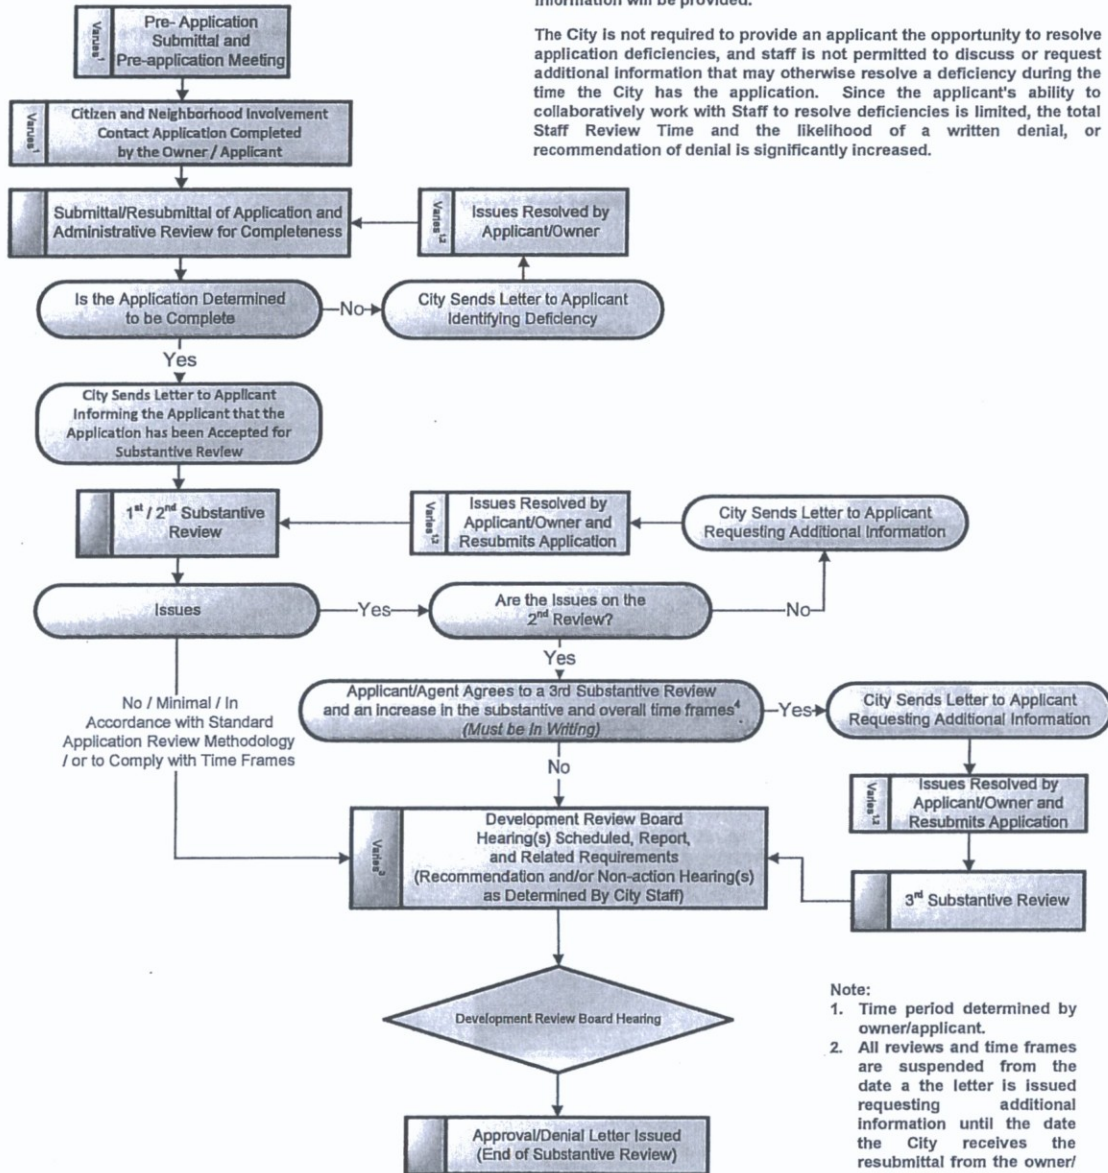 information will be provided.
The City is not required to provide an applicant the opportunity to resolve
application deficiencies, and staff is not permitted to discuss or request
additional information that may otherwise resolve a deficiency during the
time the City has the application. Since the applicant's ability to
collaboratively work with Staff to resolve deficiencies is limited, the total
Staff Review Time and the likelihood of a written denial, or
recommendation of denial is significantly increased.
Varies¹
Pre- Application
Submittal and
Pre-application Meeting
Varies¹
Citizen and Neighborhood Involvement
Contact Application Completed
by the Owner / Applicant
Submittal/Resubmittal of Application and
Administrative Review for Completeness
Varies¹,²
Issues Resolved by
Applicant/Owner
Is the Application Determined
to be Complete
No
City Sends Letter to Applicant
Identifying Deficiency
Yes
City Sends Letter to Applicant
Informing the Applicant that the
Application has been Accepted for
Substantive Review
1st / 2nd Substantive
Review
Varies¹,²
Issues Resolved by
Applicant/Owner and
Resubmits Application
City Sends Letter to Applicant
Requesting Additional Information
Issues
Yes
Are the Issues on the
2nd Review?
No
Yes
No / Minimal / In
Accordance with Standard
Application Review Methodology
/ or to Comply with Time Frames
Applicant/Agent Agrees to a 3rd Substantive Review
and an increase in the substantive and overall time frames⁴
(Must be In Writing)
Yes
City Sends Letter to Applicant
Requesting Additional Information
No
Varies¹,²
Issues Resolved by
Applicant/Owner and
Resubmits Application
Varies³
Development Review Board
Hearing(s) Scheduled, Report,
and Related Requirements
(Recommendation and/or Non-action Hearing(s)
as Determined By City Staff)
3rd Substantive Review
Development Review Board Hearing
Approval/Denial Letter Issued
(End of Substantive Review)
Note:
1. Time period determined by
owner/applicant.
2. All reviews and time frames
are suspended from the
date a the letter is issued
requesting additional
information until the date
the City receives the
resubmittal from the owner/